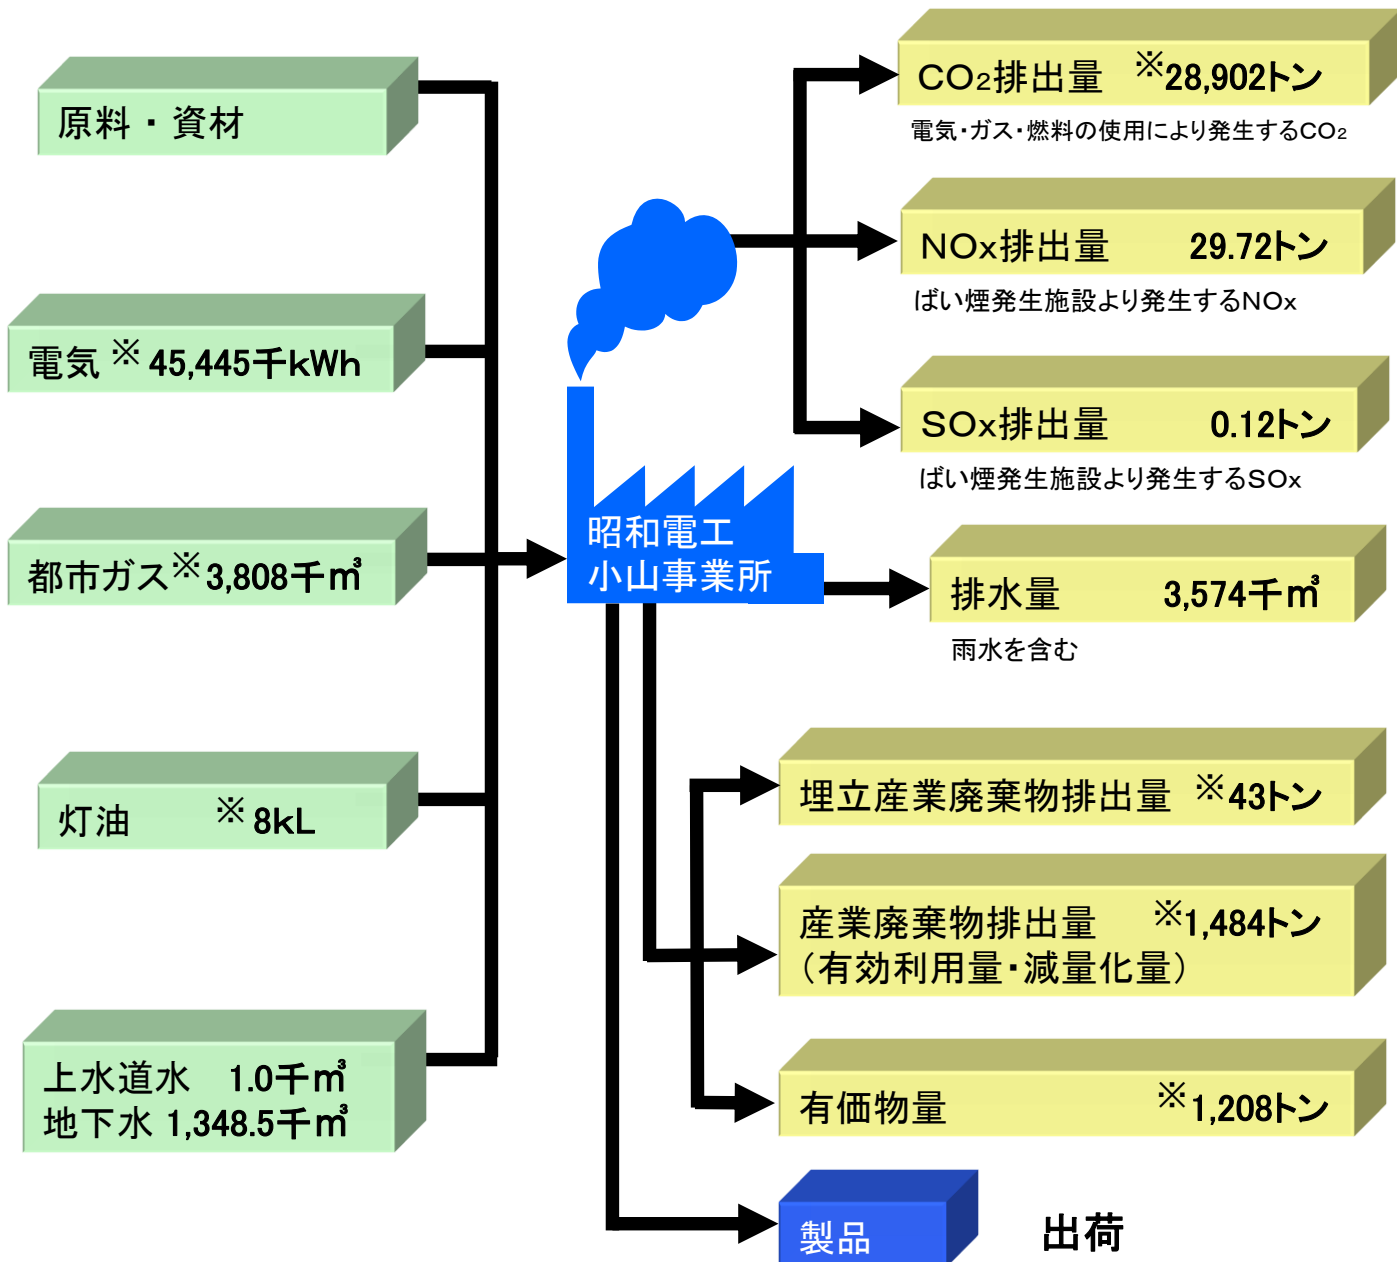 原料・資材
電気 ※ 45,445千kWh
都市ガス※ 3,808千㎥
灯油 ※ 8kL
上水道水 1.0千㎥
地下水 1,348.5千㎥
昭和電工
小山事業所
CO₂排出量 ※28,902トン
電気・ガス・燃料の使用により発生するCO₂
NOx排出量 29.72トン
ばい煙発生施設より発生するNOx
SOx排出量 0.12トン
ばい煙発生施設より発生するSOx
排水量 3,574千㎥
雨水を含む
埋立産業廃棄物排出量 ※43トン
産業廃棄物排出量 ※1,484トン
（有効利用量・減量化量）
有価物量 ※1,208トン
製品 出荷